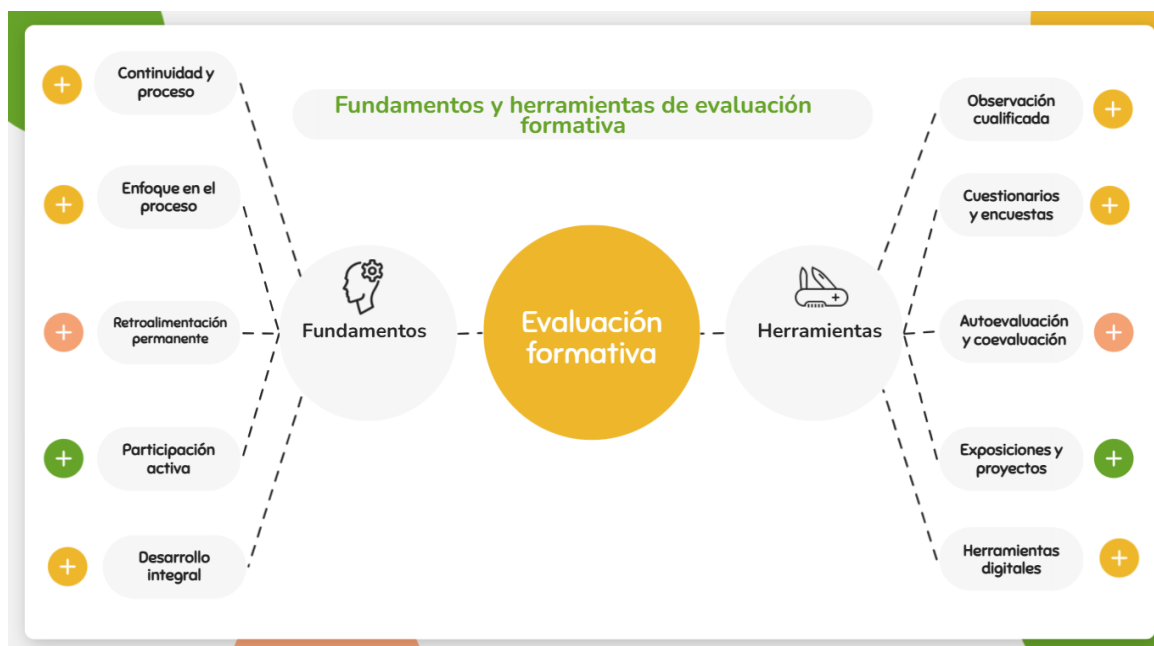 Fundamentos y herramientas de evaluación
formativa
Continuidad y
proceso
Enfoque en el
proceso
Retroalimentación
permanente
Participación
activa
Desarrollo
integral
Fundamentos
Evaluación
formativa
Herramientas
Observación
cualificada
Cuestionarios
y encuestas
Autoevaluación
y coevaluación
Exposiciones y
proyectos
Herramientas
digitales